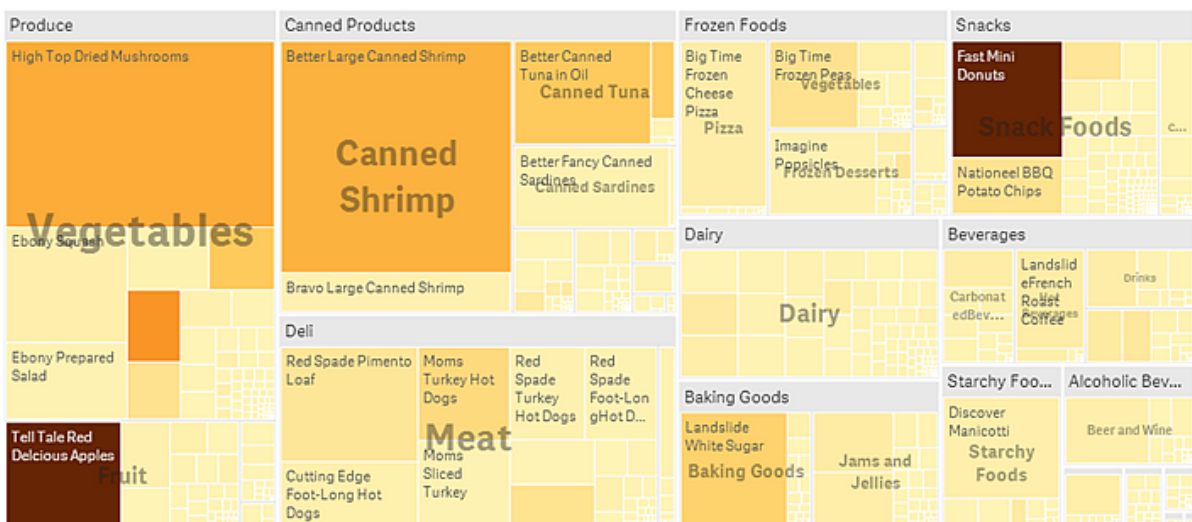 Produce
High Top Dried Mushrooms
Vegetables
Ebony Squash
Ebony Prepared
Salad
Tell Tale Red
Delcious Apples
Fruit
Canned Products
Better Large Canned Shrimp
Canned
Shrimp
Bravo Large Canned Shrimp
Better Canned
Tuna in Oil
Canned Tuna
Better Fancy Canned
Sardines
Canned Sardines
Deli
Red Spade Pimento
Loaf
Cutting Edge
Foot-Long Hot
Dogs
Moms
Turkey Hot
Dogs
Meat
Moms
Sliced
Turkey
Red
Spade
Turkey
Hot Dogs
Red
Spade
Foot-Lon
gHot D...
Frozen Foods
Big Time
Frozen
Cheese
Pizza
Pizza
Big Time
Frozen Peas
Vegetables
Imagine
Popsicles
Frozen Desserts
Dairy
Dairy
Baking Goods
Landslide
White Sugar
Baking Goods
Jams and
Jellies
Snacks
Fast Mini
Donuts
Snack Foods
Nationeel BBQ
Potato Chips
C...
Beverages
Carbonat
edBev...
Landslid
eFrench
Roast
Coffee
Hot
Beverages
Drinks
Starchy Foo...
Discover
Manicotti
Starchy
Foods
Alcoholic Bev...
Beer and Wine